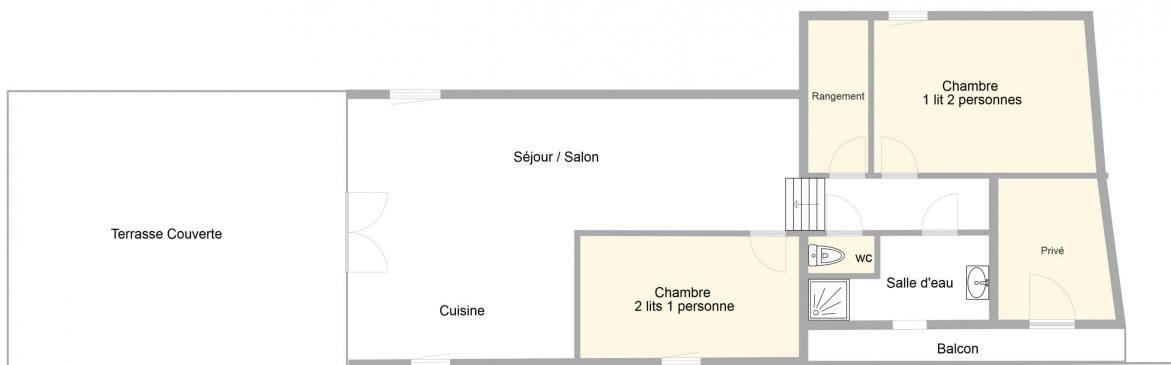 Rangement
Chambre
1 lit 2 personnes
Séjour / Salon
Terrasse Couverte
Privé
wc
Salle d'eau
Chambre
2 lits 1 personne
Cuisine
Balcon